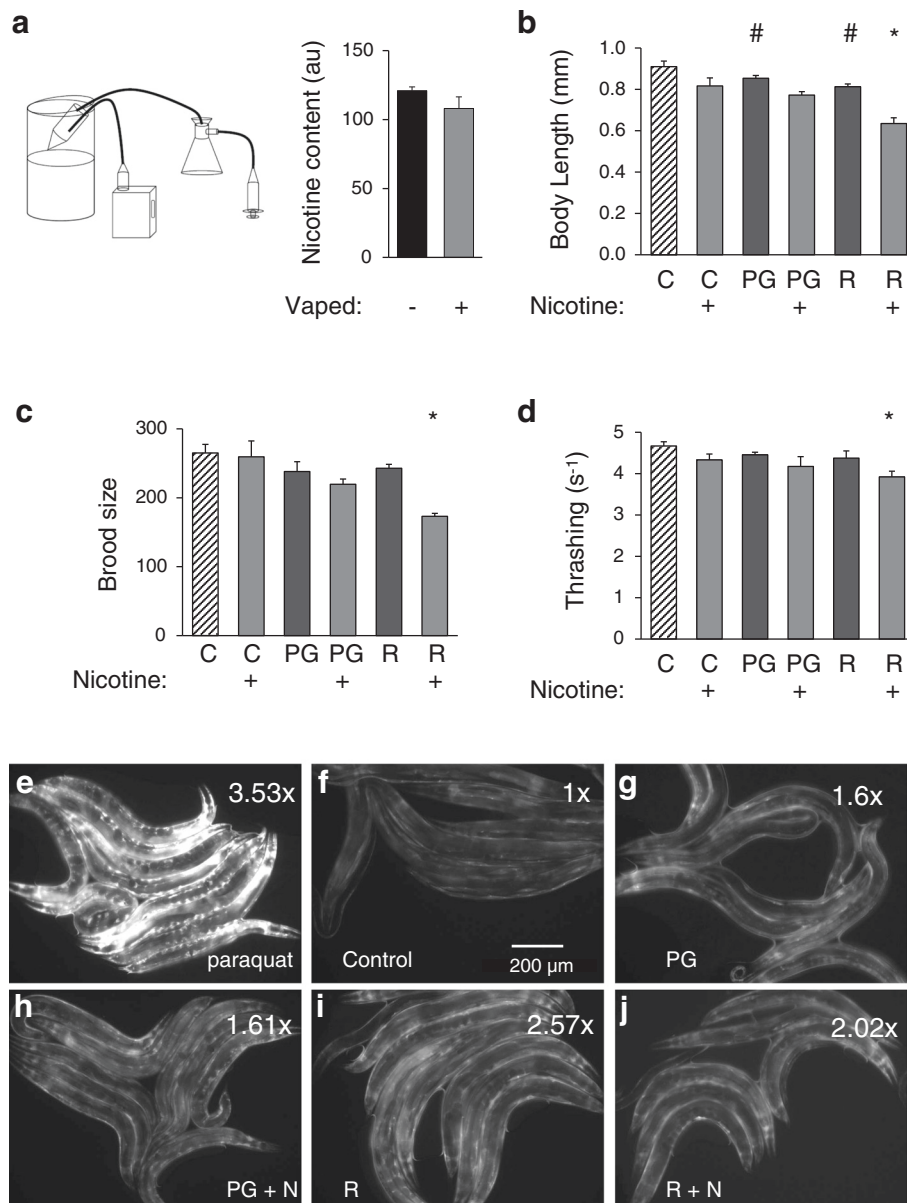 a
Nicotine content (au)
150
100
50
0
Vaped: - +
b
# # *
Body Length (mm)
1.0
0.8
0.6
0.4
0.2
0.0
C C PG PG R R
Nicotine: + + +
c
*
Brood size
300
200
100
0
C C PG PG R R
Nicotine: + + +
d
*
Thrashing (s⁻¹)
5
4
3
2
1
0
C C PG PG R R
Nicotine: + + +
e
3.53x
paraquat
f
1x
Control
200 µm
g
1.6x
PG
h
1.61x
PG + N
i
2.57x
R
j
2.02x
R + N